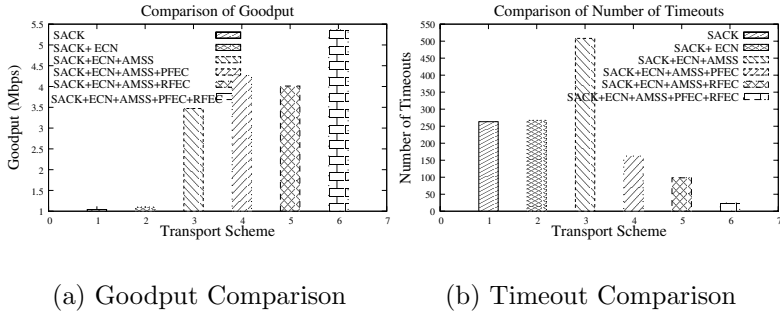 Comparison of Goodput
5.5
5
4.5
4
3.5
3
2.5
2
1.5
1
Goodput (Mbps)
SACK
SACK+ ECN
SACK+ECN+AMSS
SACK+ECN+AMSS+PFEC
SACK+ECN+AMSS+RFEC
SACK+ECN+AMSS+PFEC+RFEC
0 1 2 3 4 5 6 7
Transport Scheme
(a) Goodput Comparison
Comparison of Number of Timeouts
550
500
450
400
350
300
250
200
150
100
50
0
Number of Timeouts
SACK
SACK+ ECN
SACK+ECN+AMSS
SACK+ECN+AMSS+PFEC
SACK+ECN+AMSS+RFEC
SACK+ECN+AMSS+PFEC+RFEC
0 1 2 3 4 5 6 7
Transport Scheme
(b) Timeout Comparison